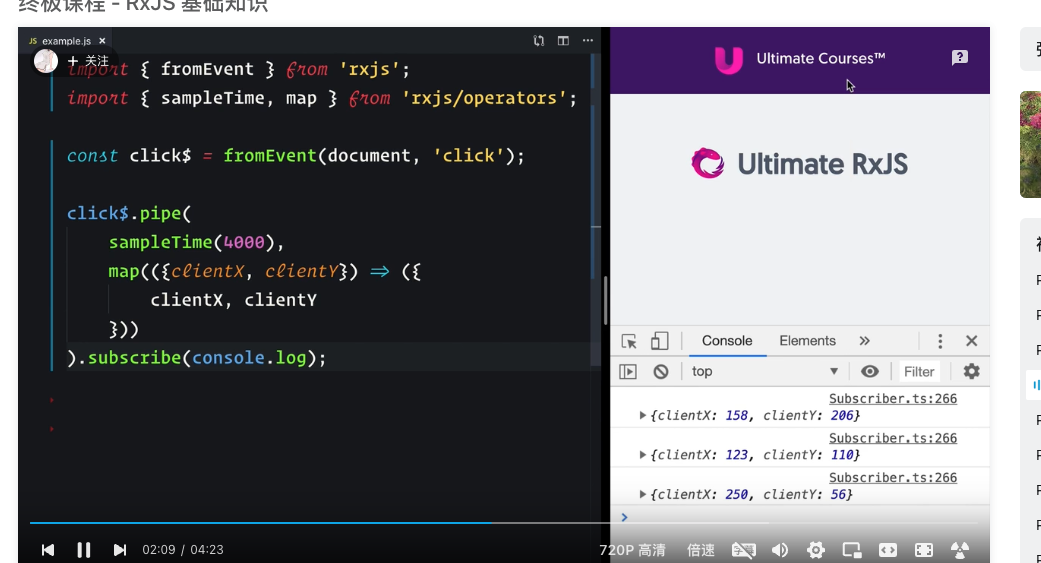 终极课程 - RxJS 基础知识
JS example.js ×
+ 关注
import { fromEvent } from 'rxjs';
import { sampleTime, map } from 'rxjs/operators';
const click$ = fromEvent(document, 'click');
click$.pipe(
sampleTime(4000),
map(({clientX, clientY}) => ({
clientX, clientY
}))
).subscribe(console.log);
Ultimate Courses™
Ultimate RxJS
Console Elements »
top Filter
Subscriber.ts:266
{clientX: 158, clientY: 206}
Subscriber.ts:266
{clientX: 123, clientY: 110}
Subscriber.ts:266
{clientX: 250, clientY: 56}
02:09 / 04:23
720P 高清 倍速